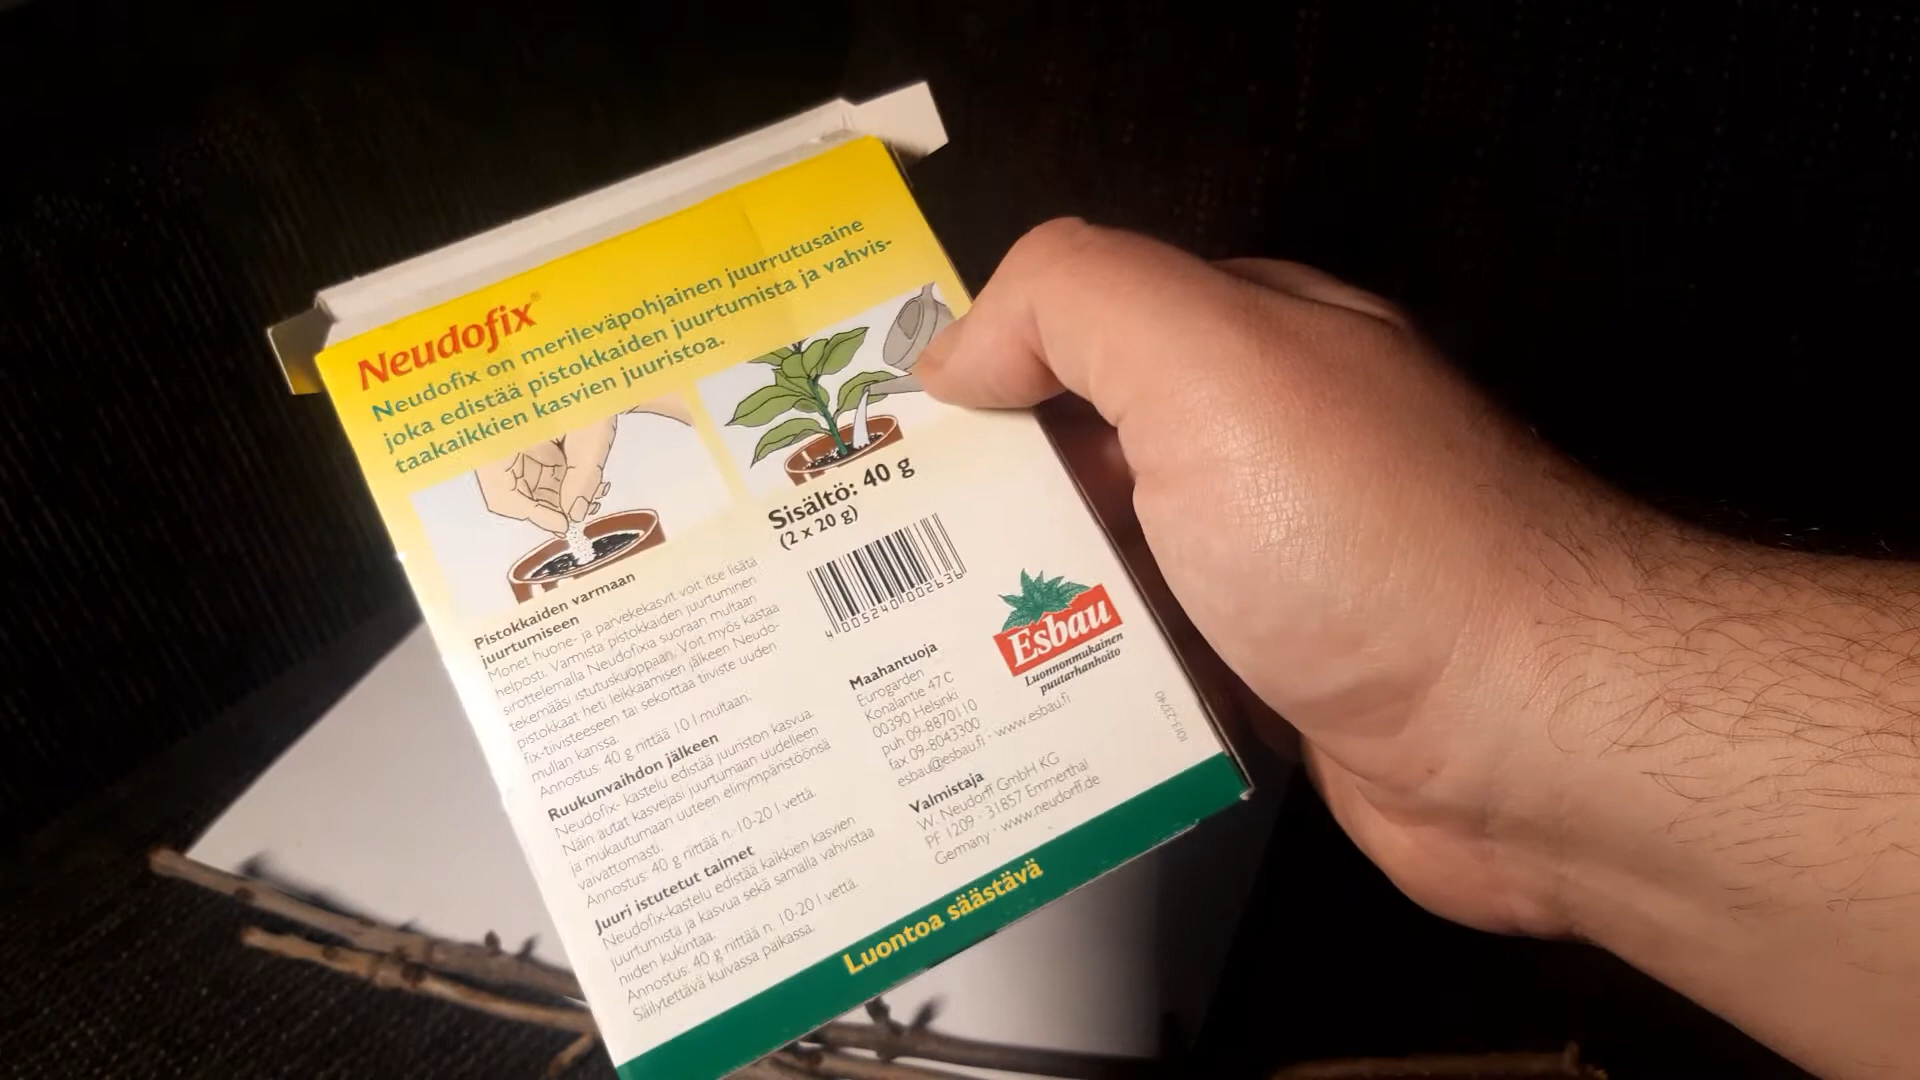 Neudofix®
Neudofix on merileväpohjainen juurrutusaine
joka edistää pistokkaiden juurtumista ja vahvis-
taakaikkien kasvien juuristoa.
Pistokkaiden varmaan
juurtumiseen
Monet huone- ja parvekekasvit voit itse lisätä
helposti. Varmista pistokkaiden juurtuminen
sirottelemalla Neudofixia suoraan multaan
tekemääsi istutuskuoppaan. Voit myös kastaa
pistokkaat heti leikkaamisen jälkeen Neudo-
fix-tiivisteeseen tai sekoittaa tiiviste uuden
mullan kanssa.
Annostus: 40 g riittää 10 l multaan.
Ruukunvaihdon jälkeen
Neudofix- kastelu edistää juuriston kasvua.
Näin autat kasvejasi juurtumaan uudelleen
ja mukautumaan uuteen elinympäristöönsä
vaivattomasti.
Annostus: 40 g riittää n. 10-20 l vettä.
Juuri istutetut taimet
Neudofix-kastelu edistää kaikkien kasvien
juurtumista ja kasvua sekä samalla vahvistaa
niiden kukintaa.
Annostus: 40 g riittää n. 10-20 l vettä.
Säilytettävä kuivassa paikassa.
Sisältö: 40 g
(2 x 20 g)
4 005240 002636
Esbau
Luonnonmukainen
puutarhanhoito
Maahantuoja
Eurogarden
Konalantie 47 C
00390 Helsinki
puh 09-8870110
fax 09-8043300
esbau@esbau.fi - www.esbau.fi
Valmistaja
W. Neudorff GmbH KG
PF 1209 - 31857 Emmerthal
Germany - www.neudorff.de
Luontoa säästävä